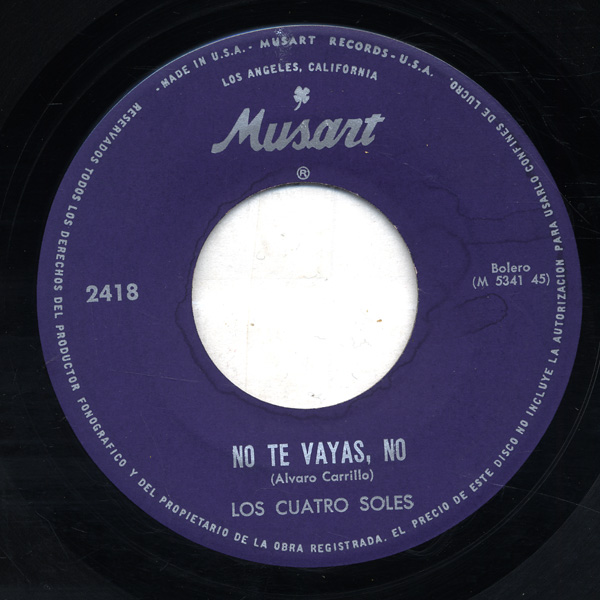 -MADE IN U.S.A.- MUSART RECORDS-U.S.A.
LOS ANGELES, CALIFORNIA
Musart
®
2418
Bolero
(M 5341 45)
NO TE VAYAS, NO
(Alvaro Carrillo)
LOS CUATRO SOLES
RESERVADOS TODOS LOS DERECHOS DEL PRODUCTOR FONOGRAFICO Y DEL PROPIETARIO DE LA OBRA REGISTRADA. EL PRECIO DE ESTE DISCO NO INCLUYE LA AUTORIZACION PARA USARLO CONFINES DE LUCRO.